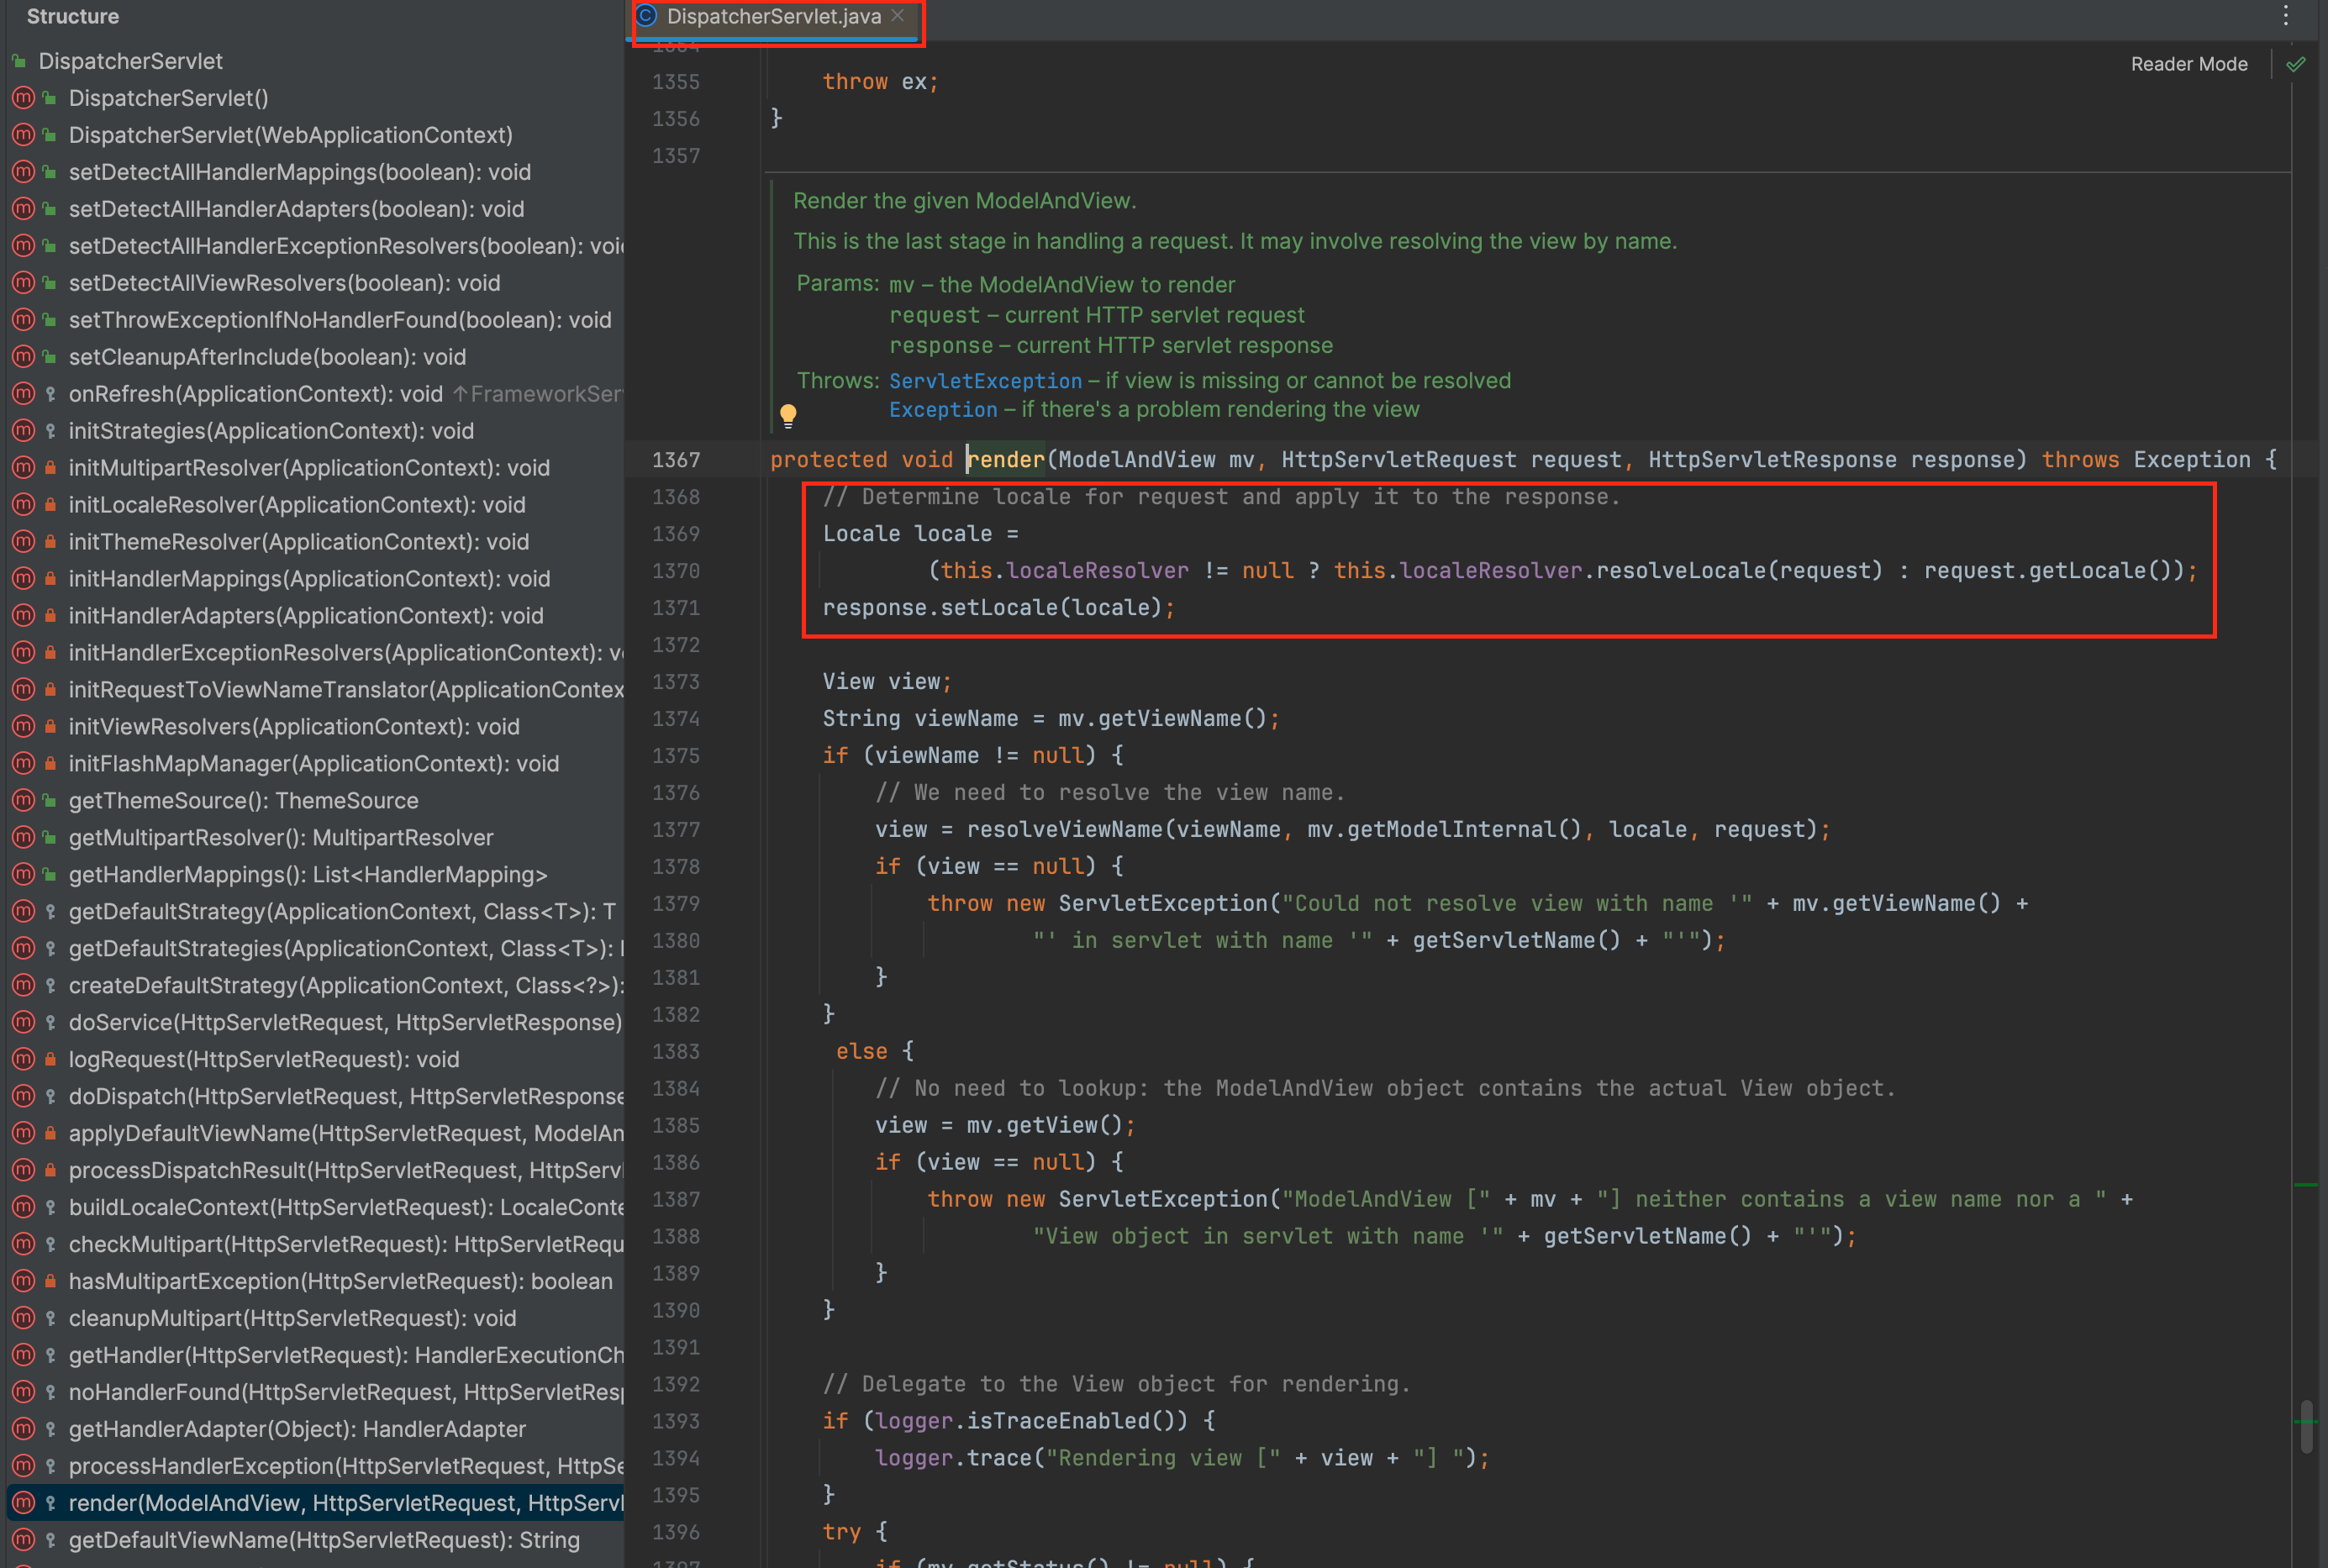 Structure
DispatcherServlet
DispatcherServlet()
DispatcherServlet(WebApplicationContext)
setDetectAllHandlerMappings(boolean): void
setDetectAllHandlerAdapters(boolean): void
setDetectAllHandlerExceptionResolvers(boolean): voi
setDetectAllViewResolvers(boolean): void
setThrowExceptionIfNoHandlerFound(boolean): void
setCleanupAfterInclude(boolean): void
onRefresh(ApplicationContext): void ↑FrameworkSer
initStrategies(ApplicationContext): void
initMultipartResolver(ApplicationContext): void
initLocaleResolver(ApplicationContext): void
initThemeResolver(ApplicationContext): void
initHandlerMappings(ApplicationContext): void
initHandlerAdapters(ApplicationContext): void
initHandlerExceptionResolvers(ApplicationContext): v
initRequestToViewNameTranslator(ApplicationContex
initViewResolvers(ApplicationContext): void
initFlashMapManager(ApplicationContext): void
getThemeSource(): ThemeSource
getMultipartResolver(): MultipartResolver
getHandlerMappings(): List<HandlerMapping>
getDefaultStrategy(ApplicationContext, Class<T>): T
getDefaultStrategies(ApplicationContext, Class<T>):
createDefaultStrategy(ApplicationContext, Class<?>):
doService(HttpServletRequest, HttpServletResponse)
logRequest(HttpServletRequest): void
doDispatch(HttpServletRequest, HttpServletResponse
applyDefaultViewName(HttpServletRequest, ModelAn
processDispatchResult(HttpServletRequest, HttpServ
buildLocaleContext(HttpServletRequest): LocaleConte
checkMultipart(HttpServletRequest): HttpServletRequ
hasMultipartException(HttpServletRequest): boolean
cleanupMultipart(HttpServletRequest): void
getHandler(HttpServletRequest): HandlerExecutionCh
noHandlerFound(HttpServletRequest, HttpServletResp
getHandlerAdapter(Object): HandlerAdapter
processHandlerException(HttpServletRequest, HttpSe
render(ModelAndView, HttpServletRequest, HttpServl
getDefaultViewName(HttpServletRequest): String
DispatcherServlet.java
Reader Mode
1354
1355 throw ex;
1356 }
1357
Render the given ModelAndView.
This is the last stage in handling a request. It may involve resolving the view by name.
Params: mv – the ModelAndView to render
request – current HTTP servlet request
response – current HTTP servlet response
Throws: ServletException – if view is missing or cannot be resolved
Exception – if there's a problem rendering the view
1367 protected void render(ModelAndView mv, HttpServletRequest request, HttpServletResponse response) throws Exception {
1368 // Determine locale for request and apply it to the response.
1369 Locale locale =
1370 (this.localeResolver != null ? this.localeResolver.resolveLocale(request) : request.getLocale());
1371 response.setLocale(locale);
1372
1373 View view;
1374 String viewName = mv.getViewName();
1375 if (viewName != null) {
1376 // We need to resolve the view name.
1377 view = resolveViewName(viewName, mv.getModelInternal(), locale, request);
1378 if (view == null) {
1379 throw new ServletException("Could not resolve view with name '" + mv.getViewName() +
1380 "' in servlet with name '" + getServletName() + "'");
1381 }
1382 }
1383 else {
1384 // No need to lookup: the ModelAndView object contains the actual View object.
1385 view = mv.getView();
1386 if (view == null) {
1387 throw new ServletException("ModelAndView [" + mv + "] neither contains a view name nor a " +
1388 "View object in servlet with name '" + getServletName() + "'");
1389 }
1390 }
1391
1392 // Delegate to the View object for rendering.
1393 if (logger.isTraceEnabled()) {
1394 logger.trace("Rendering view [" + view + "] ");
1395 }
1396 try {
1397 if (mv.getStatus() != null) {